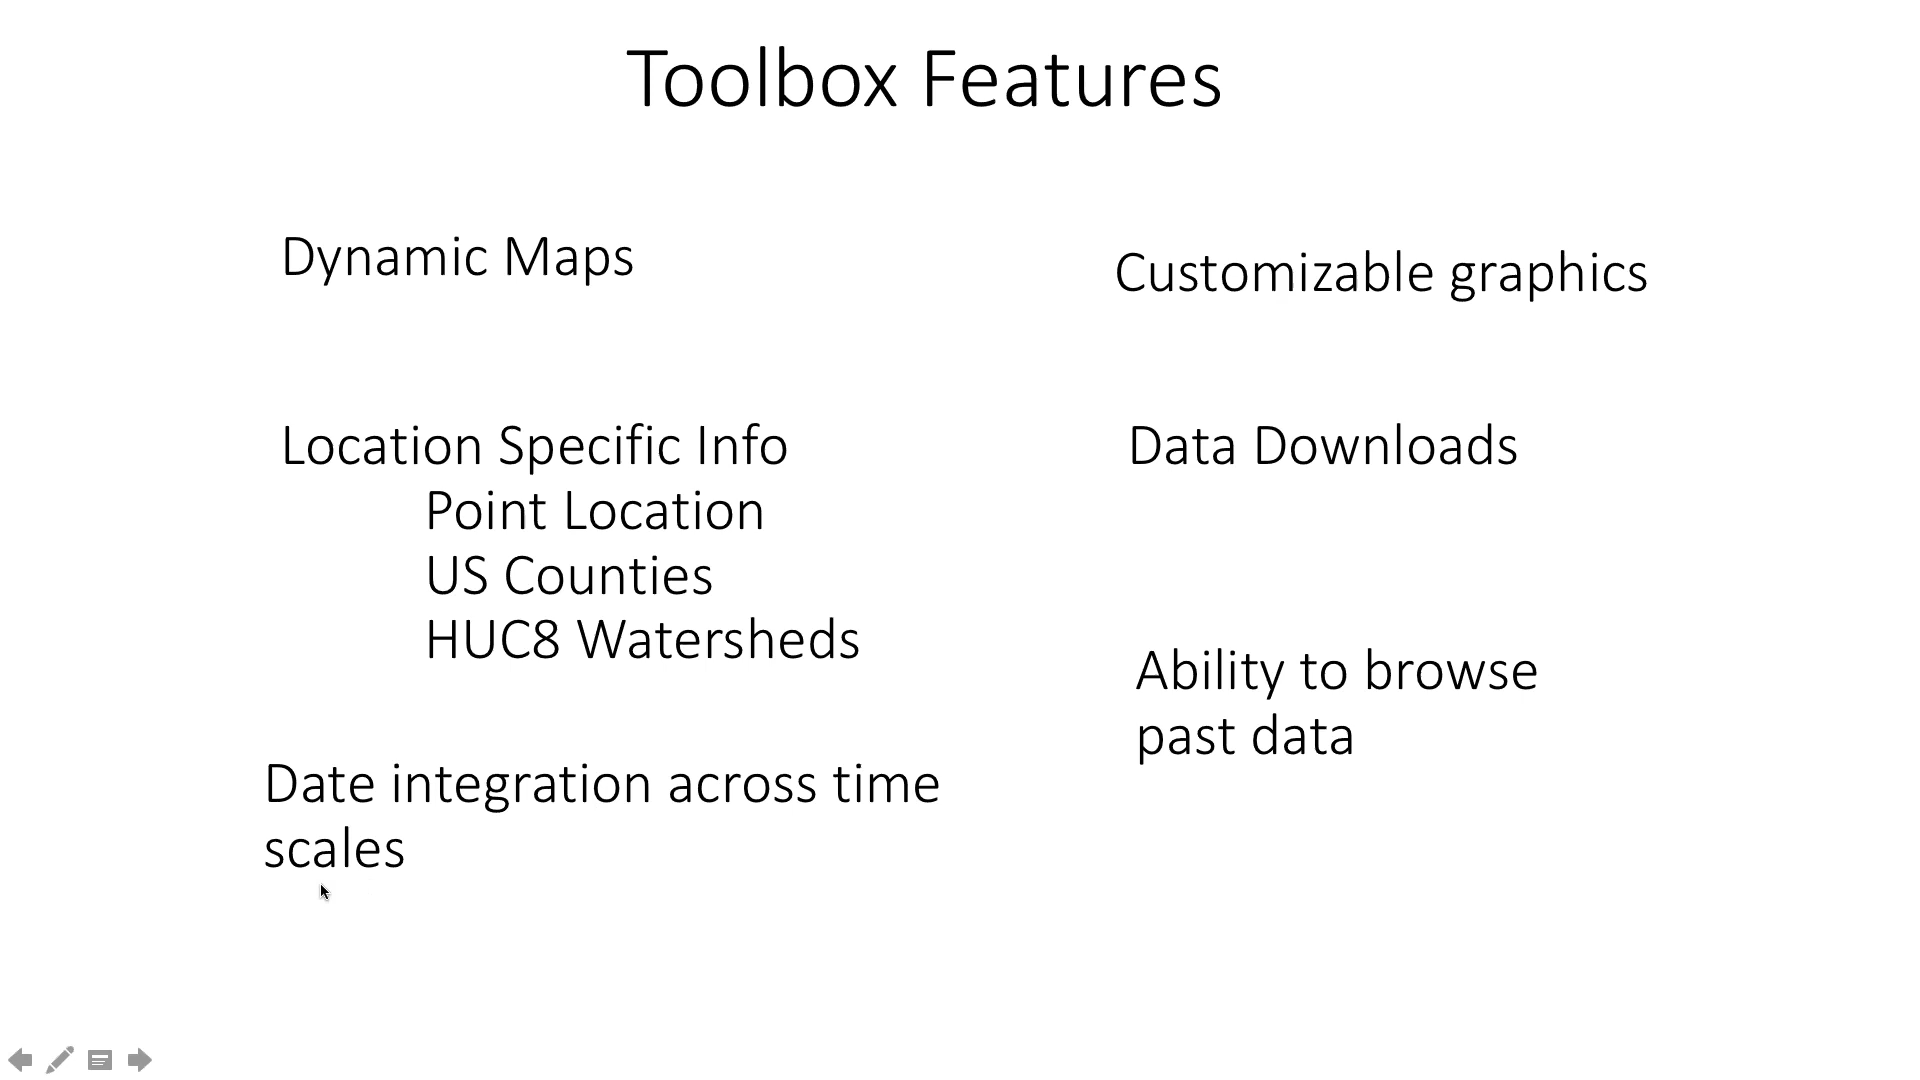 Toolbox Features
Dynamic Maps
Location Specific Info
Point Location
US Counties
HUC8 Watersheds
Date integration across time
scales
Customizable graphics
Data Downloads
Ability to browse
past data